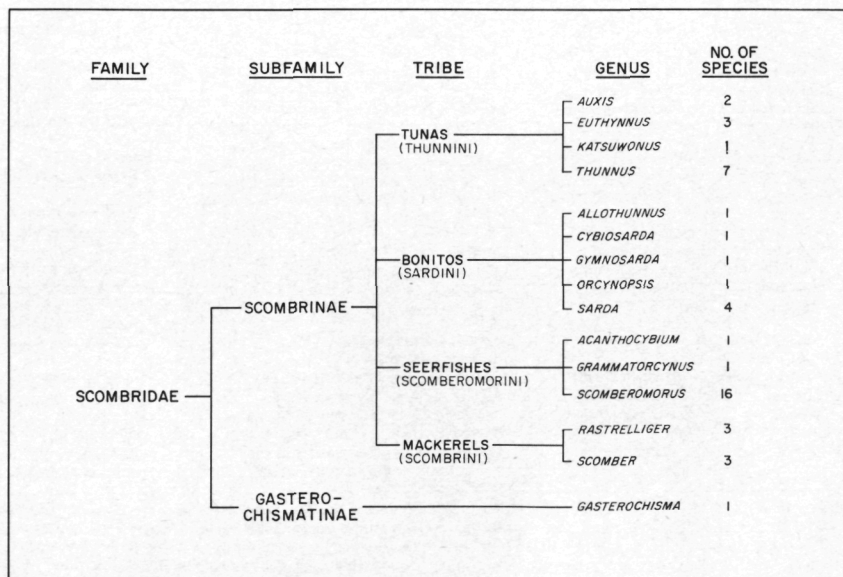 FAMILY SUBFAMILY TRIBE GENUS NO. OF SPECIES
AUXIS 2
EUTHYNNUS 3
TUNAS
(THUNNINI)
KATSUWONUS 1
THUNNUS 7
ALLOTHUNNUS 1
CYBIOSARDA 1
BONITOS
(SARDINI)
GYMNOSARDA 1
ORCYNOPSIS 1
SARDA 4
SCOMBRINAE
ACANTHOCYBIUM 1
SEERFISHES
(SCOMBEROMORINI)
GRAMMATORCYNUS 1
SCOMBEROMORUS 16
SCOMBRIDAE
RASTRELLIGER 3
MACKERELS
(SCOMBRINI)
SCOMBER 3
GASTERO-
CHISMATINAE
GASTEROCHISMA 1